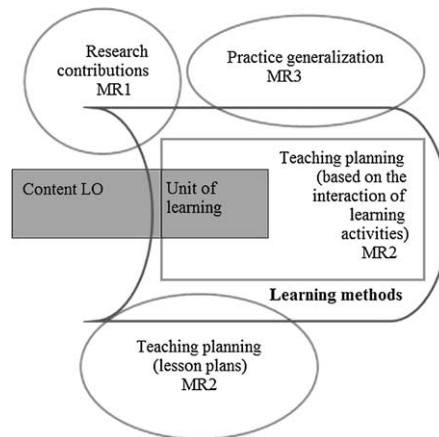 Research
contributions
MR1
Practice generalization
MR3
Teaching planning
(based on the
interaction of
learning
activities)
MR2
Content LO
Unit of
learning
Learning methods
Teaching planning
(lesson plans)
MR2